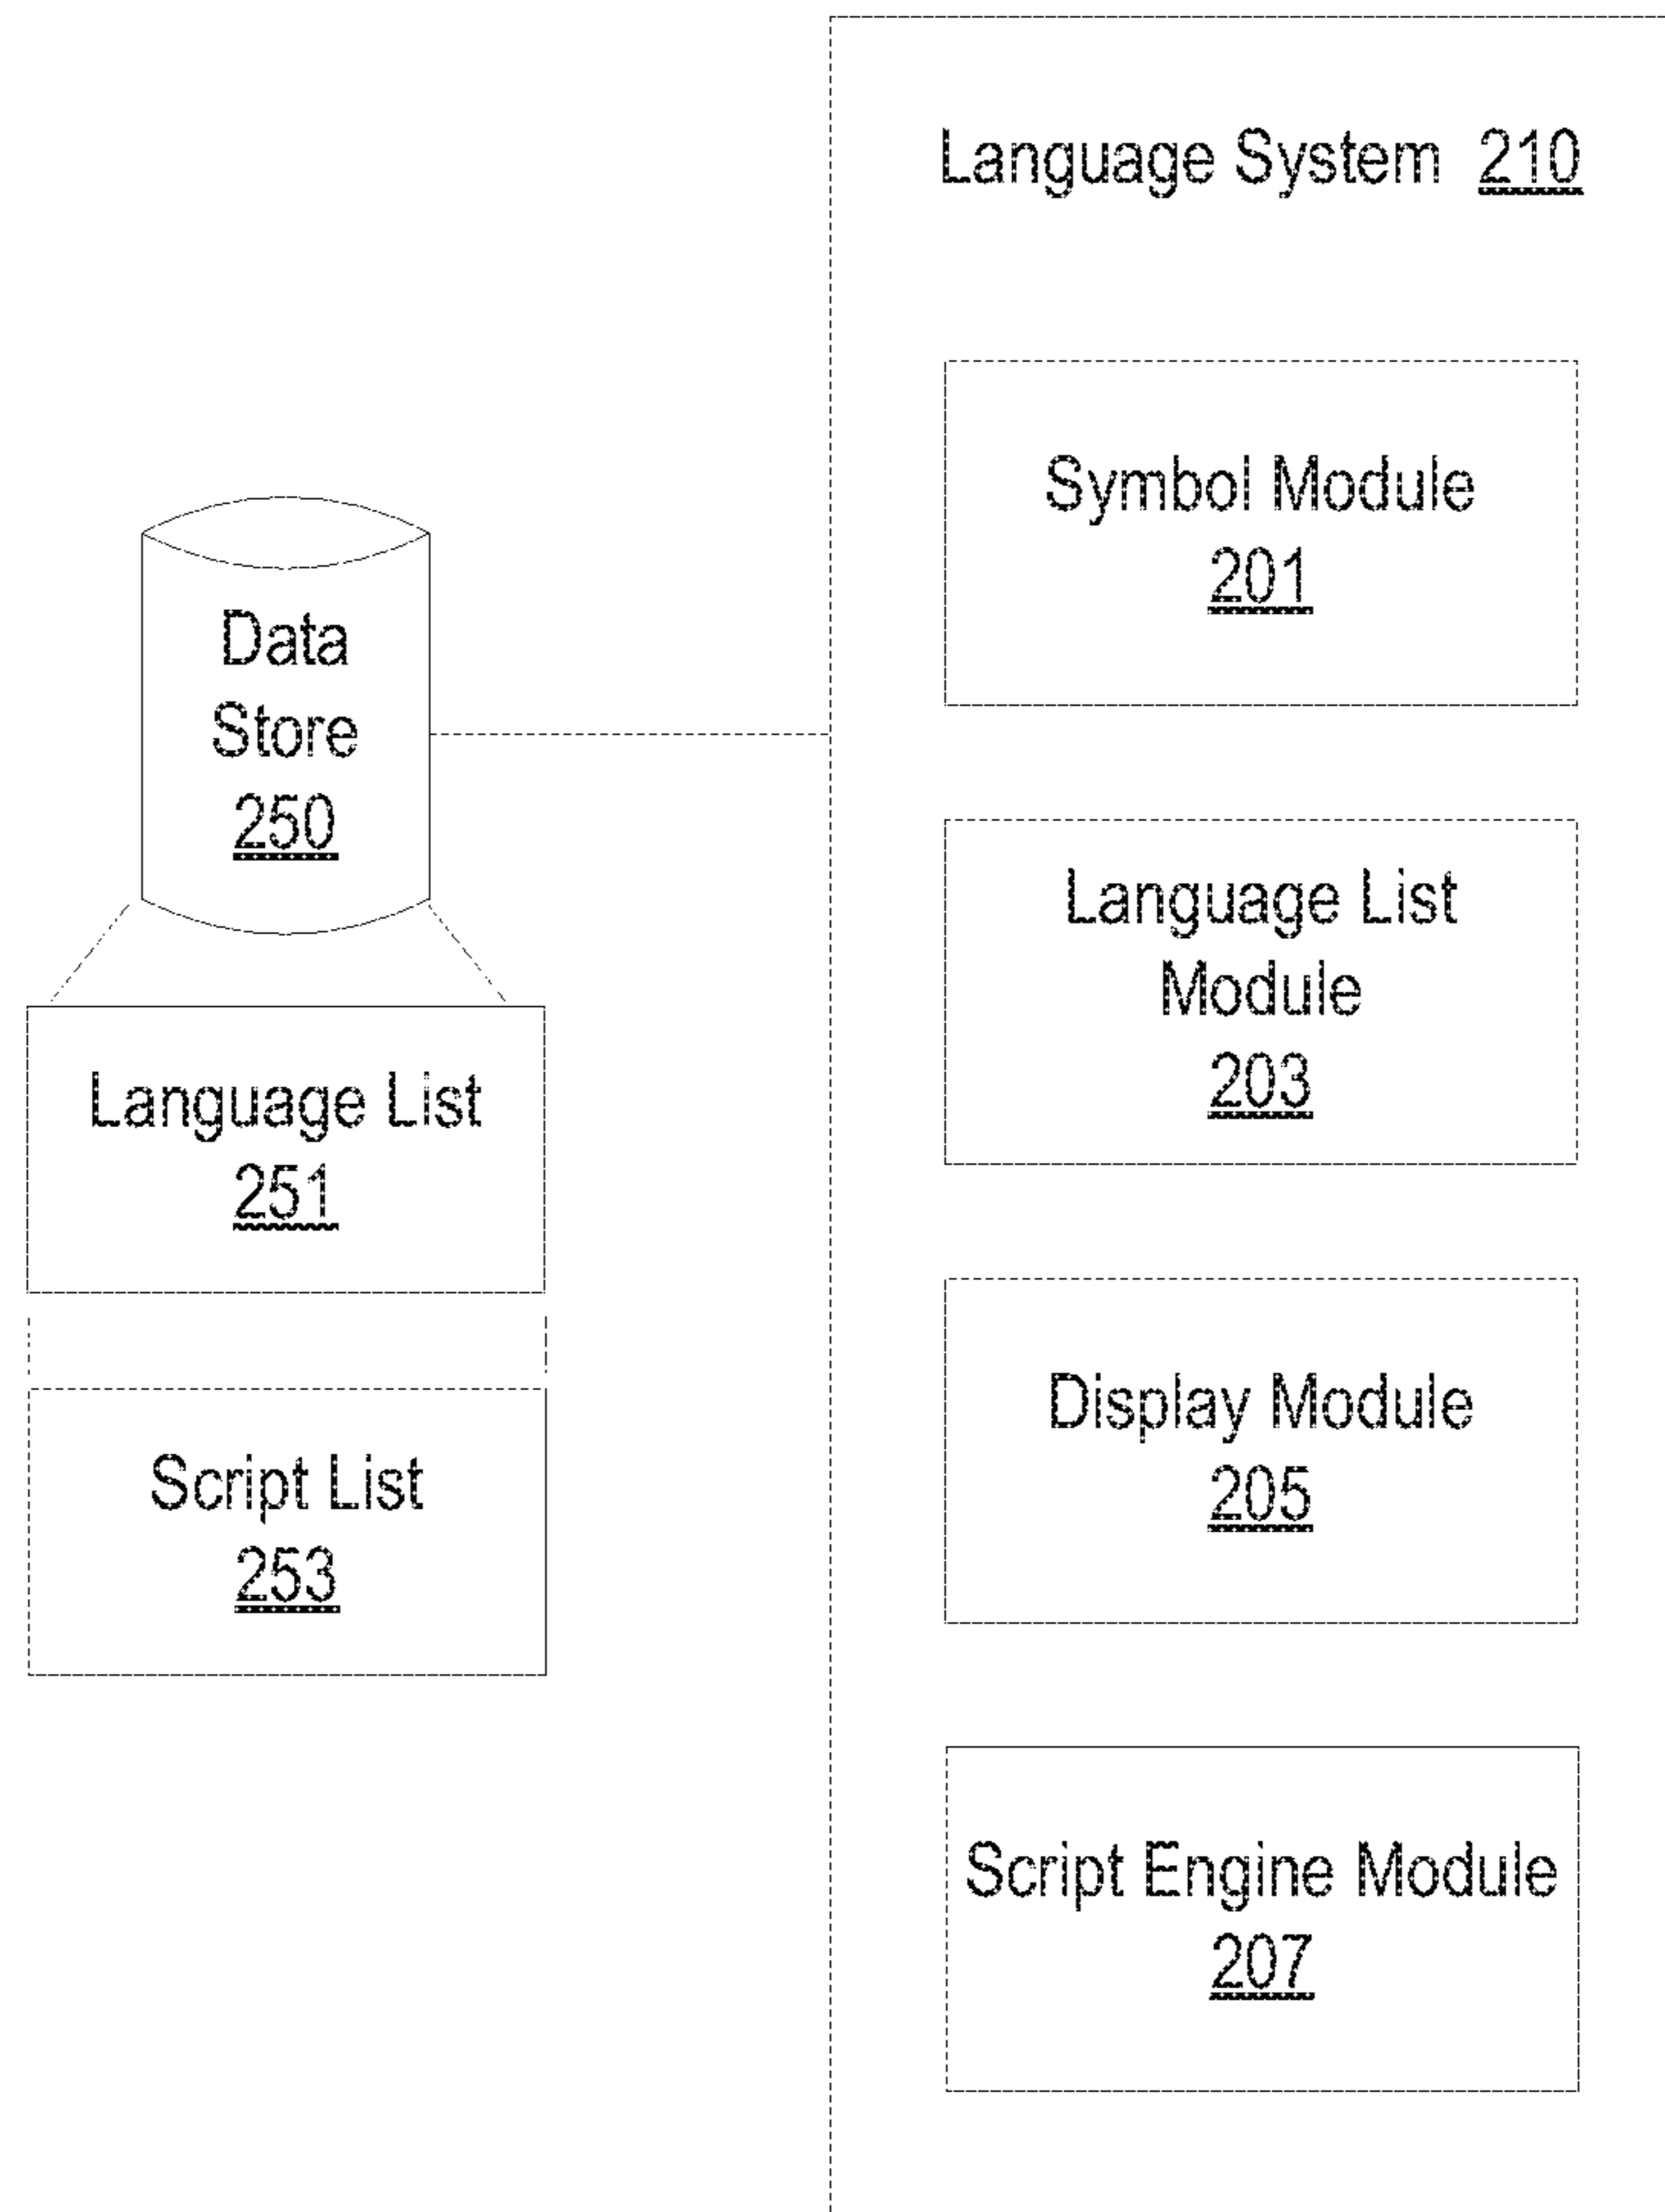 Language System 210
Symbol Module
201
Data
Store
250
Language List
Module
203
Language List
251
Display Module
205
Script List
253
Script Engine Module
207